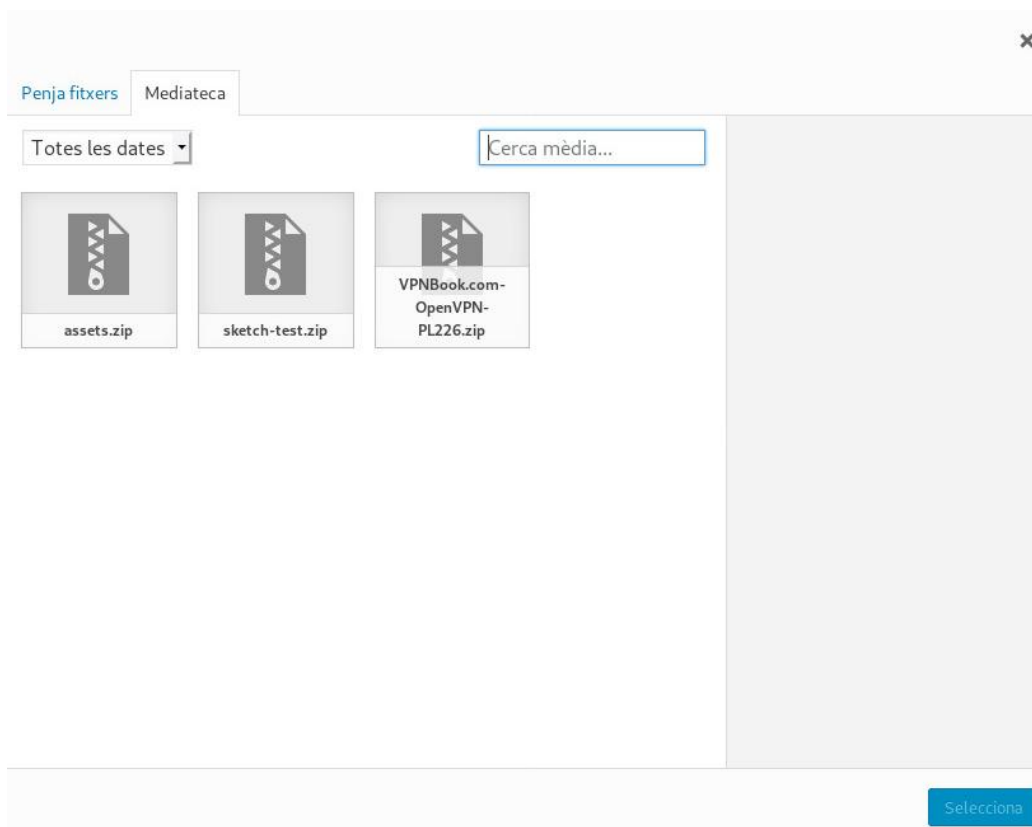 Penja fitxers
Mediateca
Totes les dates
Cerca mèdia...
assets.zip
sketch-test.zip
VPNBook.com-
OpenVPN-
PL226.zip
Selecciona